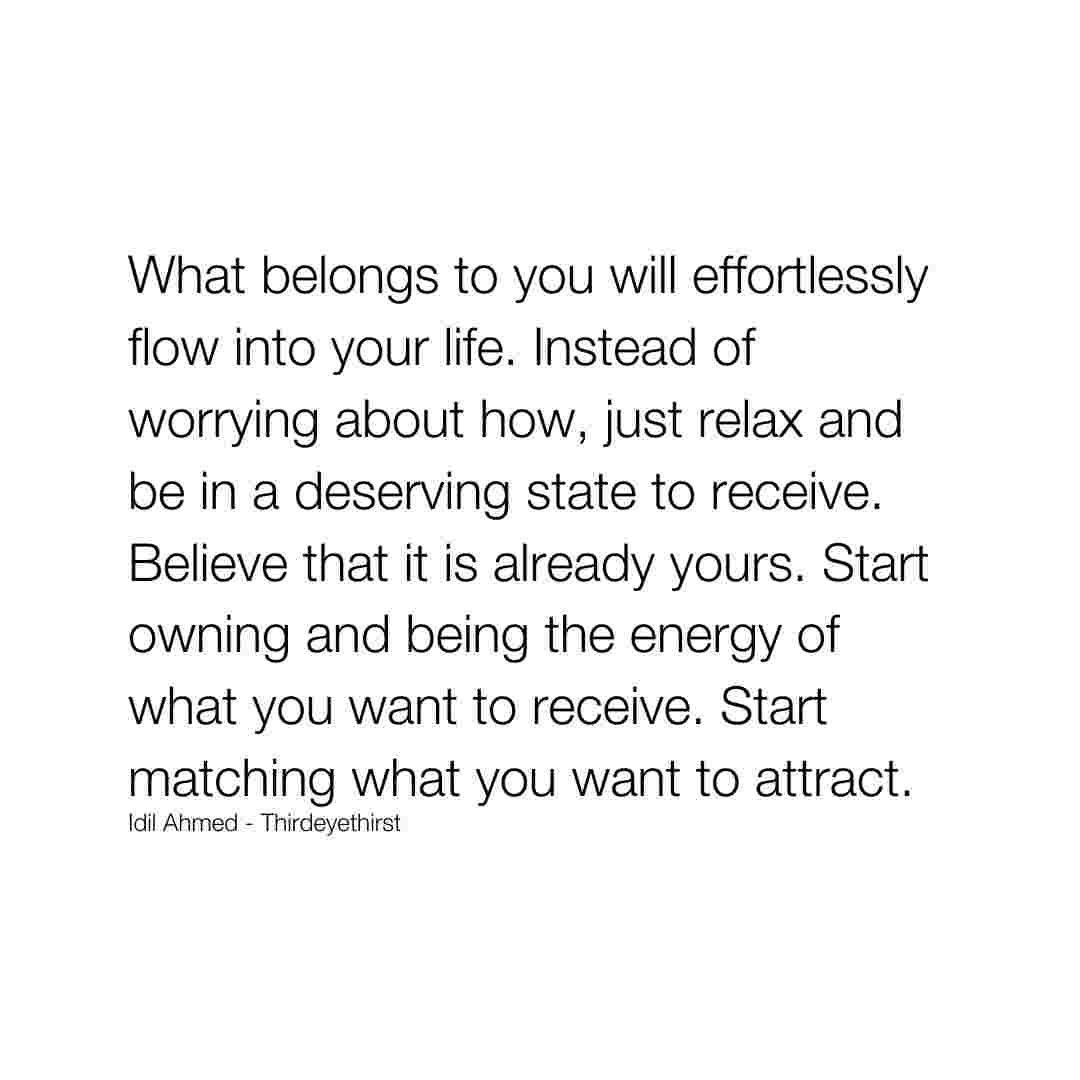 What belongs to you will effortlessly
flow into your life. Instead of
worrying about how, just relax and
be in a deserving state to receive.
Believe that it is already yours. Start
owning and being the energy of
what you want to receive. Start
matching what you want to attract.
Idil Ahmed - Thirdeyethirst